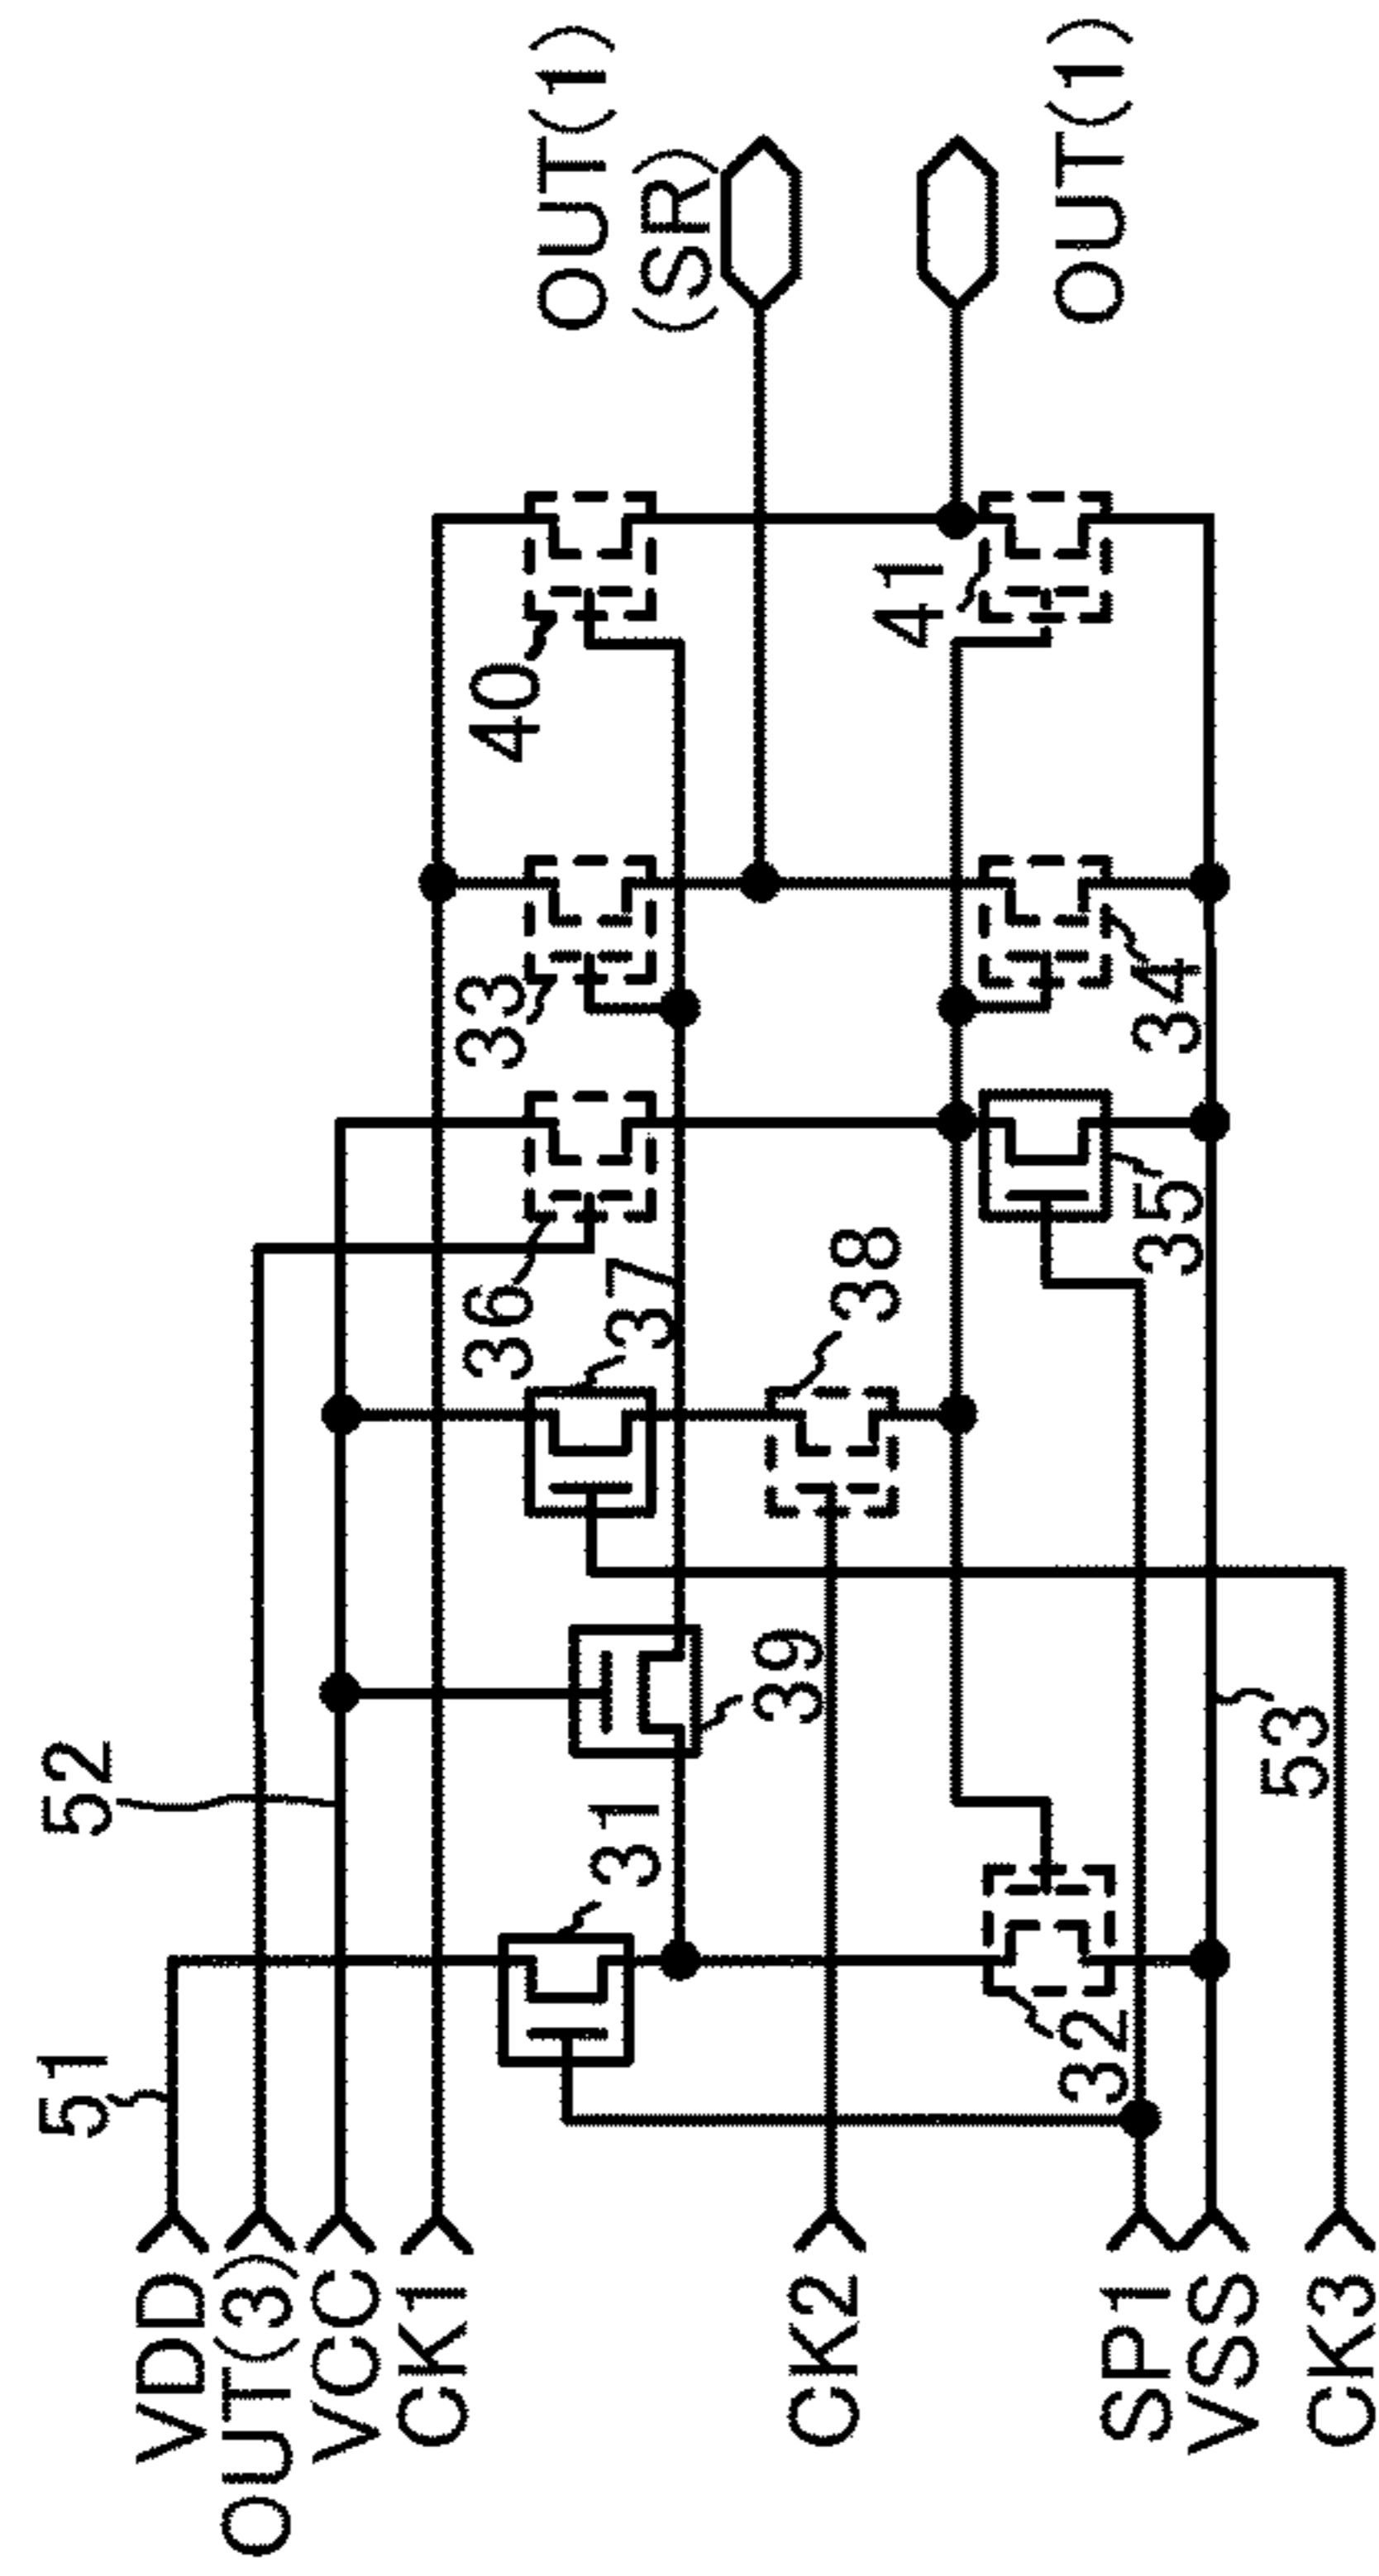 VDD
OUT(3)
VCC
CK1
CK2
SP1
VSS
CK3
51
52
31
32
39
53
37
38
36
35
33
34
40
41
OUT(1)
(SR)
OUT(1)